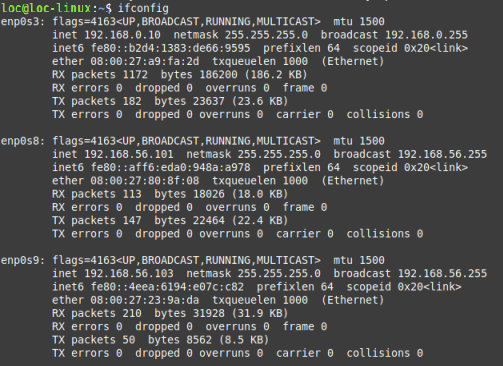 loc@loc-linux:~$ ifconfig
enp0s3: flags=4163<UP,BROADCAST,RUNNING,MULTICAST>  mtu 1500
        inet 192.168.0.10  netmask 255.255.255.0  broadcast 192.168.0.255
        inet6 fe80::b2d4:1383:de66:9595  prefixlen 64  scopeid 0x20<link>
        ether 08:00:27:a9:fa:2d  txqueuelen 1000  (Ethernet)
        RX packets 1172  bytes 186200 (186.2 KB)
        RX errors 0  dropped 0  overruns 0  frame 0
        TX packets 182  bytes 23637 (23.6 KB)
        TX errors 0  dropped 0 overruns 0  carrier 0  collisions 0

enp0s8: flags=4163<UP,BROADCAST,RUNNING,MULTICAST>  mtu 1500
        inet 192.168.56.101  netmask 255.255.255.0  broadcast 192.168.56.255
        inet6 fe80::aff6:eda0:948a:a978  prefixlen 64  scopeid 0x20<link>
        ether 08:00:27:80:8f:08  txqueuelen 1000  (Ethernet)
        RX packets 113  bytes 18026 (18.0 KB)
        RX errors 0  dropped 0  overruns 0  frame 0
        TX packets 147  bytes 22464 (22.4 KB)
        TX errors 0  dropped 0 overruns 0  carrier 0  collisions 0

enp0s9: flags=4163<UP,BROADCAST,RUNNING,MULTICAST>  mtu 1500
        inet 192.168.56.103  netmask 255.255.255.0  broadcast 192.168.56.255
        inet6 fe80::4eea:6194:e07c:c82  prefixlen 64  scopeid 0x20<link>
        ether 08:00:27:23:9a:da  txqueuelen 1000  (Ethernet)
        RX packets 210  bytes 31928 (31.9 KB)
        RX errors 0  dropped 0  overruns 0  frame 0
        TX packets 50  bytes 8562 (8.5 KB)
        TX errors 0  dropped 0 overruns 0  carrier 0  collisions 0